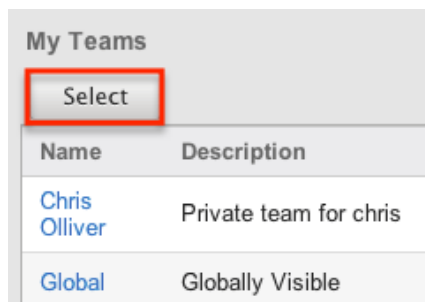 My Teams
Select
Name Description
Chris
Olliver Private team for chris
Global Globally Visible